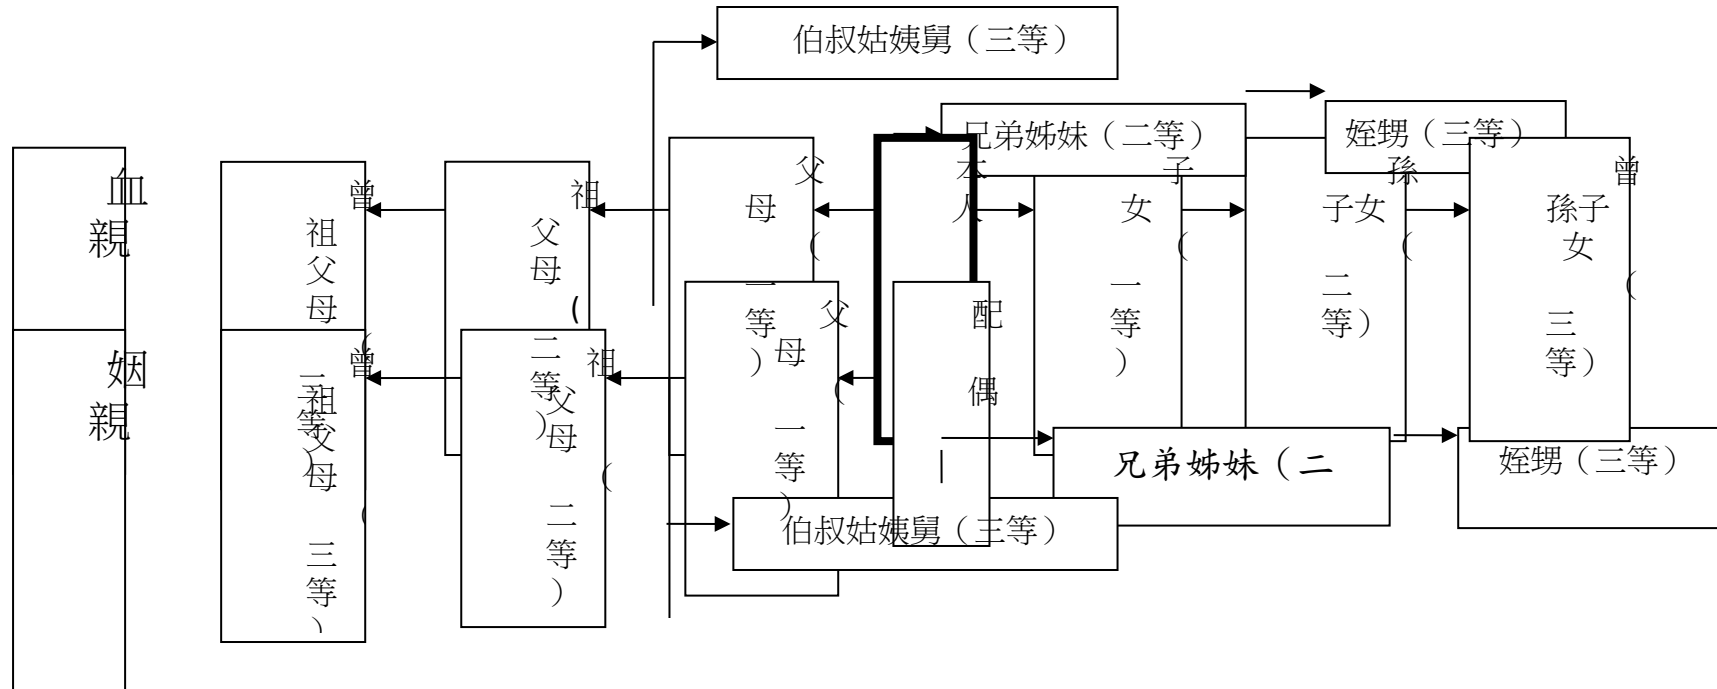 伯叔姑姨舅（三等）
兄弟姊妹（二等）
姪甥（三等）
血親
曾祖父母（三等）
祖父母（二等）
父母（一等）
本人
子女（一等）
孫子女（二等）
曾孫子女（三等）
姻親
曾祖父母（三等）
祖父母（二等）
父母（一等）
配偶
兄弟姊妹（二
姪甥（三等）
伯叔姑姨舅（三等）